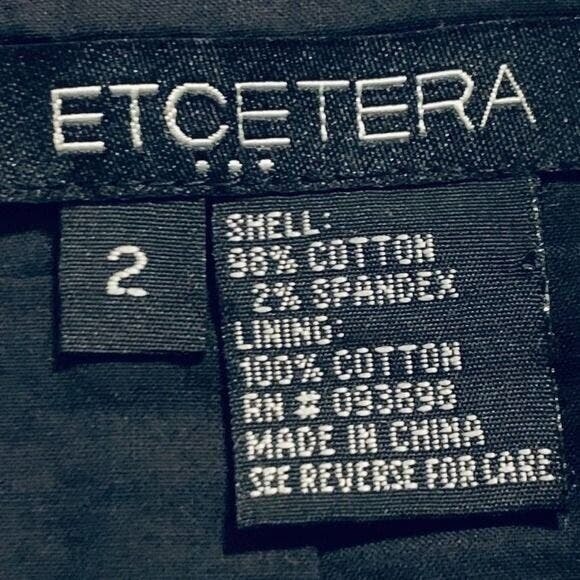 ETCETERA
...
2
SHELL:
98% COTTON
2% SPANDEX
LINING:
100% COTTON
RN # 093698
MADE IN CHINA
SEE REVERSE FOR CARE